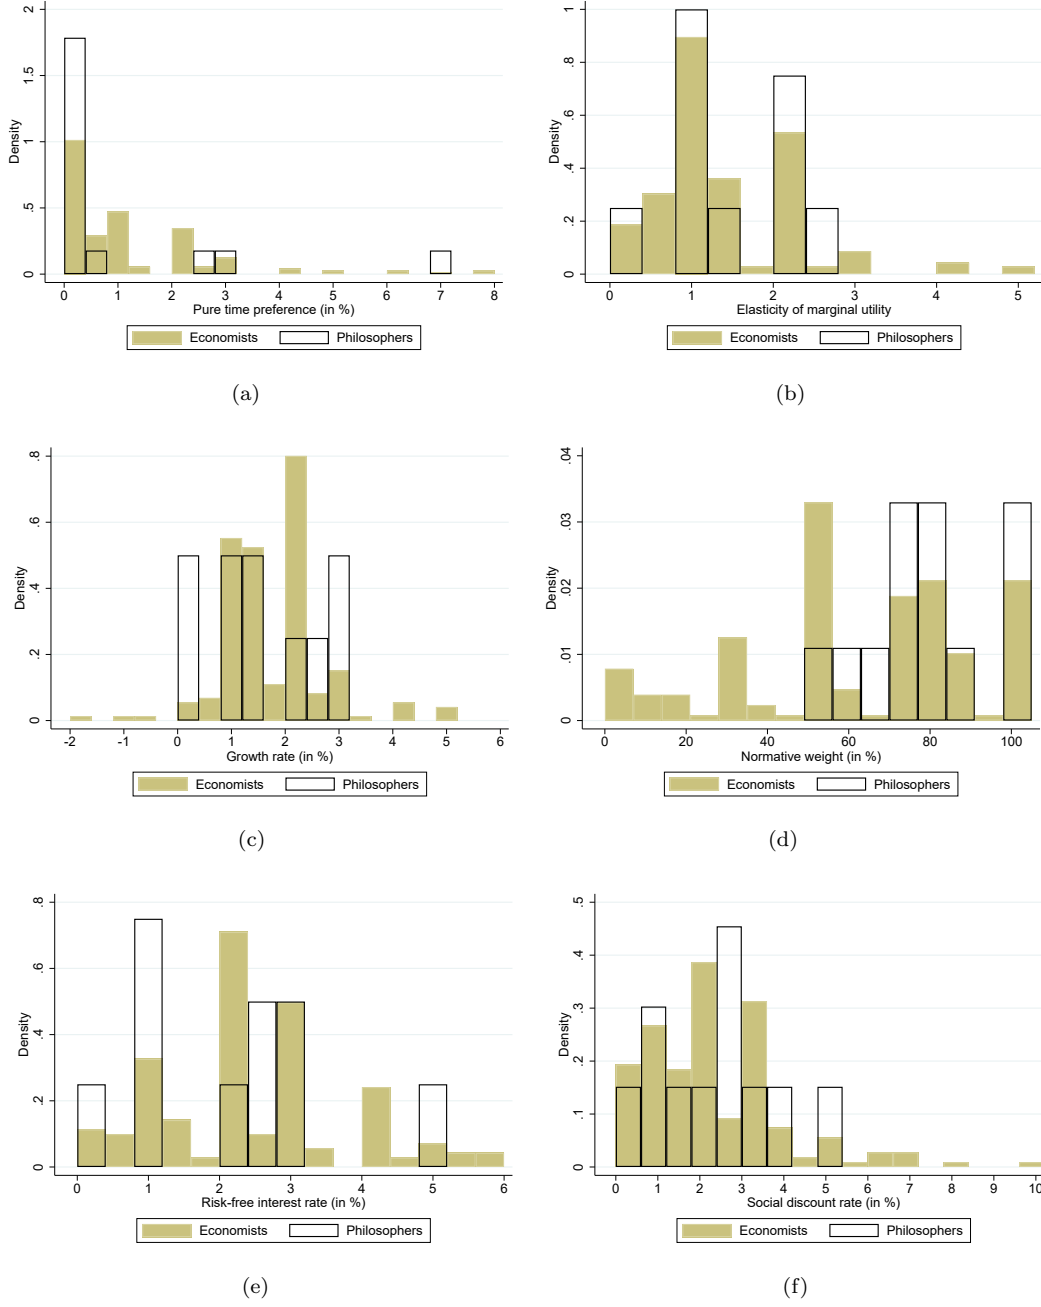 Density
2
1.5
1
.5
0
0 1 2 3 4 5 6 7 8
Pure time preference (in %)
Economists Philosophers
(a)
Density
1
.8
.6
.4
.2
0
0 1 2 3 4 5
Elasticity of marginal utility
Economists Philosophers
(b)
Density
.8
.6
.4
.2
0
-2 -1 0 1 2 3 4 5 6
Growth rate (in %)
Economists Philosophers
(c)
Density
.04
.03
.02
.01
0
0 20 40 60 80 100
Normative weight (in %)
Economists Philosophers
(d)
Density
.8
.6
.4
.2
0
0 1 2 3 4 5 6
Risk-free interest rate (in %)
Economists Philosophers
(e)
Density
.5
.4
.3
.2
.1
0
0 1 2 3 4 5 6 7 8 9 10
Social discount rate (in %)
Economists Philosophers
(f)